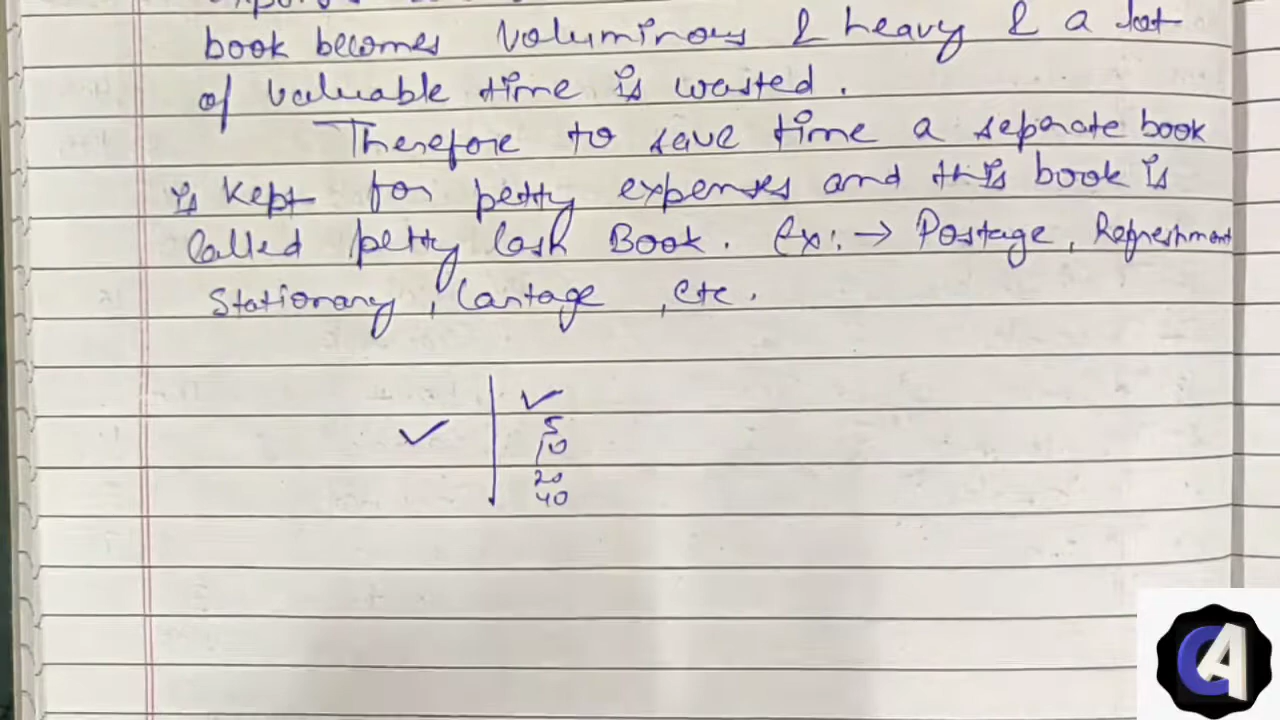 book becomes voluminous & heavy & a lot
of valuable time is wasted.
Therefore to save time a separate book
is kept for petty expenses and this book is
called petty Cash Book. Ex:. → Postage, Refreshment
Stationary, Cartage, etc.
✓
✓
5
10
20
40
CA